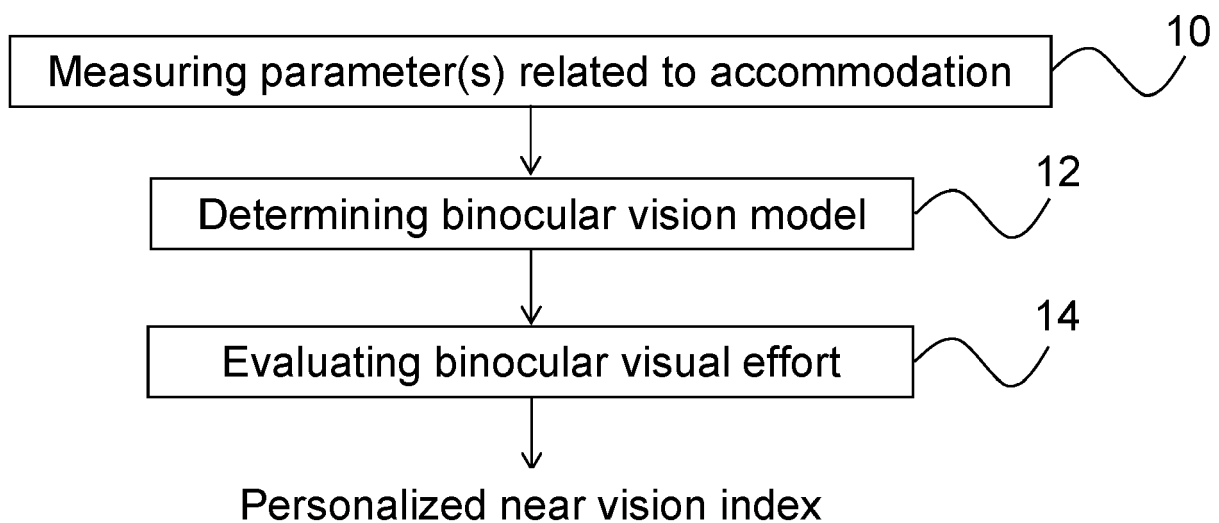 10
Measuring parameter(s) related to accommodation
12
Determining binocular vision model
14
Evaluating binocular visual effort
Personalized near vision index